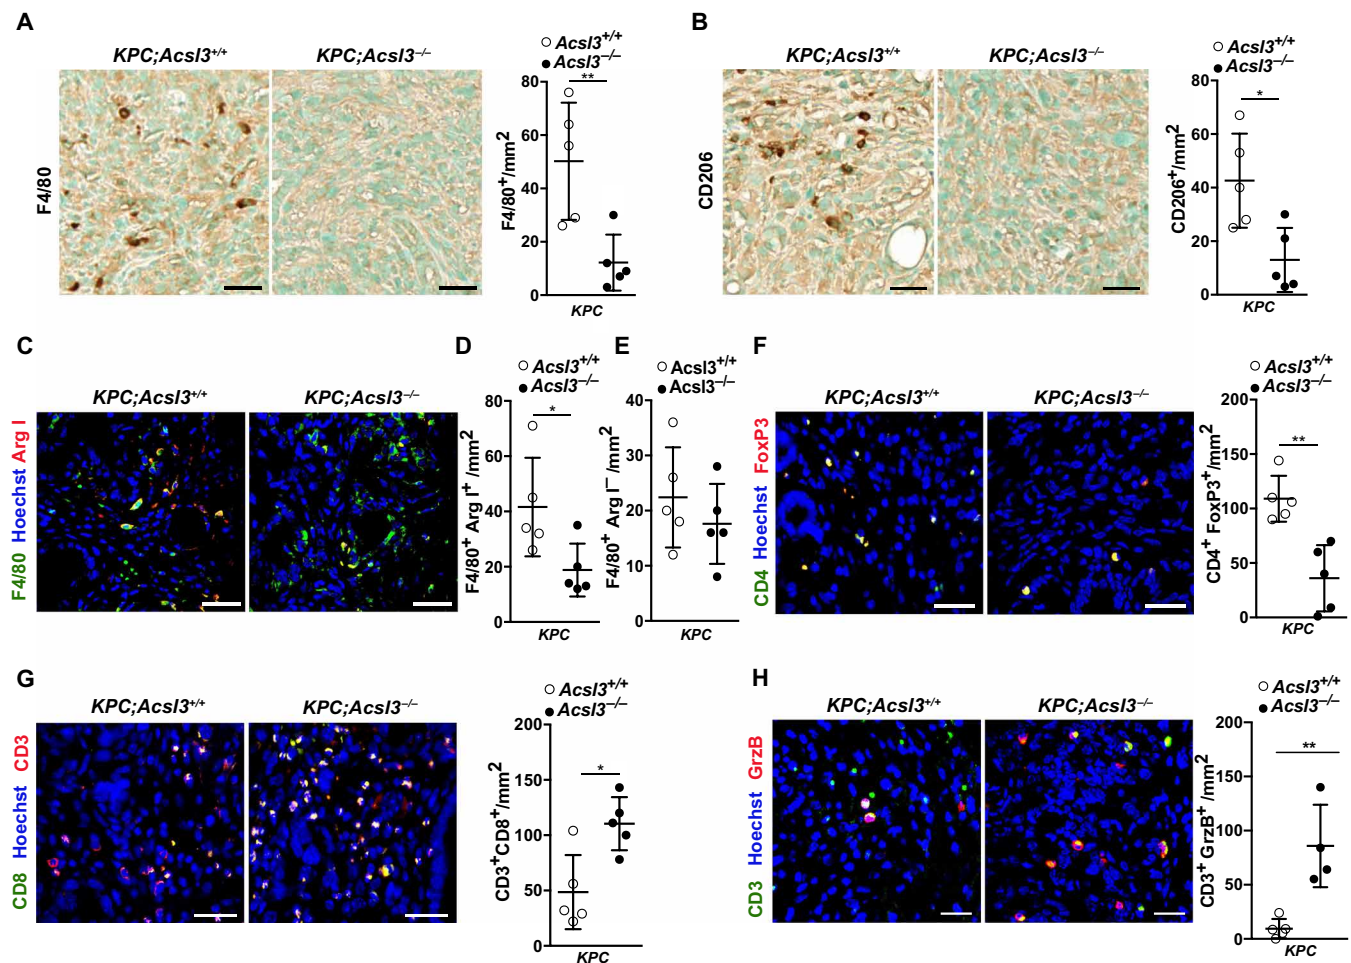 A
KPC;Acsl3+/+
KPC;Acsl3−/−
F4/80
Acsl3+/+
Acsl3−/−
**
F4/80+/mm2
80
60
40
20
0
KPC
B
KPC;Acsl3+/+
KPC;Acsl3−/−
CD206
Acsl3+/+
Acsl3−/−
*
CD206+/mm2
80
60
40
20
0
KPC
C
KPC;Acsl3+/+
KPC;Acsl3−/−
F4/80 Hoechst Arg I
D
Acsl3+/+
Acsl3−/−
*
F4/80+ Arg I+ /mm2
80
60
40
20
0
KPC
E
Acsl3+/+
Acsl3−/−
F4/80+ Arg I− /mm2
40
30
20
10
0
KPC
F
KPC;Acsl3+/+
KPC;Acsl3−/−
CD4 Hoechst FoxP3
Acsl3+/+
Acsl3−/−
**
CD4+ FoxP3+/mm2
200
150
100
50
0
KPC
G
KPC;Acsl3+/+
KPC;Acsl3−/−
CD8 Hoechst CD3
Acsl3+/+
Acsl3−/−
*
CD3+CD8+/mm2
200
150
100
50
0
KPC
H
KPC;Acsl3+/+
KPC;Acsl3−/−
CD3 Hoechst GrzB
Acsl3+/+
Acsl3−/−
**
CD3+ GrzB+ /mm2
200
150
100
50
0
KPC